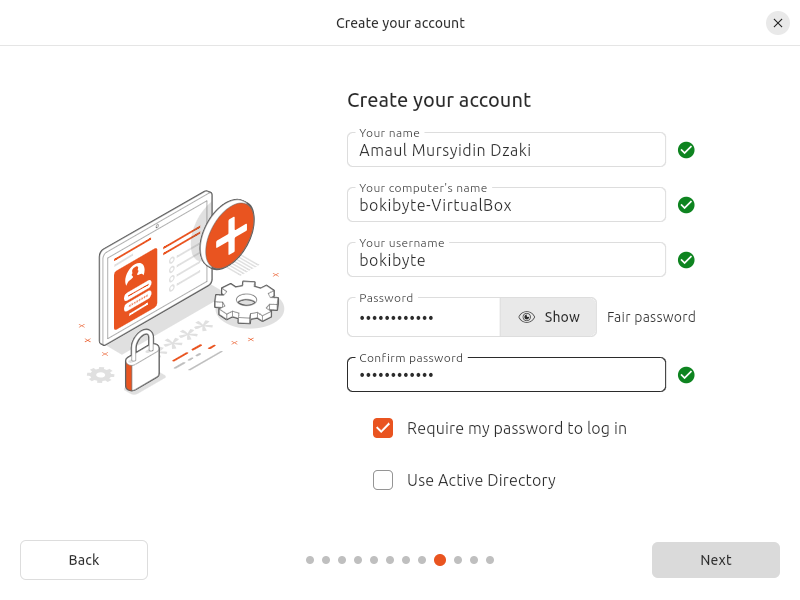 Create your account
Create your account
Your name
Amaul Mursyidin Dzaki
Your computer's name
bokibyte-VirtualBox
Your username
bokibyte
Password
•••••••••••• Show Fair password
Confirm password
••••••••••••
Require my password to log in
Use Active Directory
Back Next